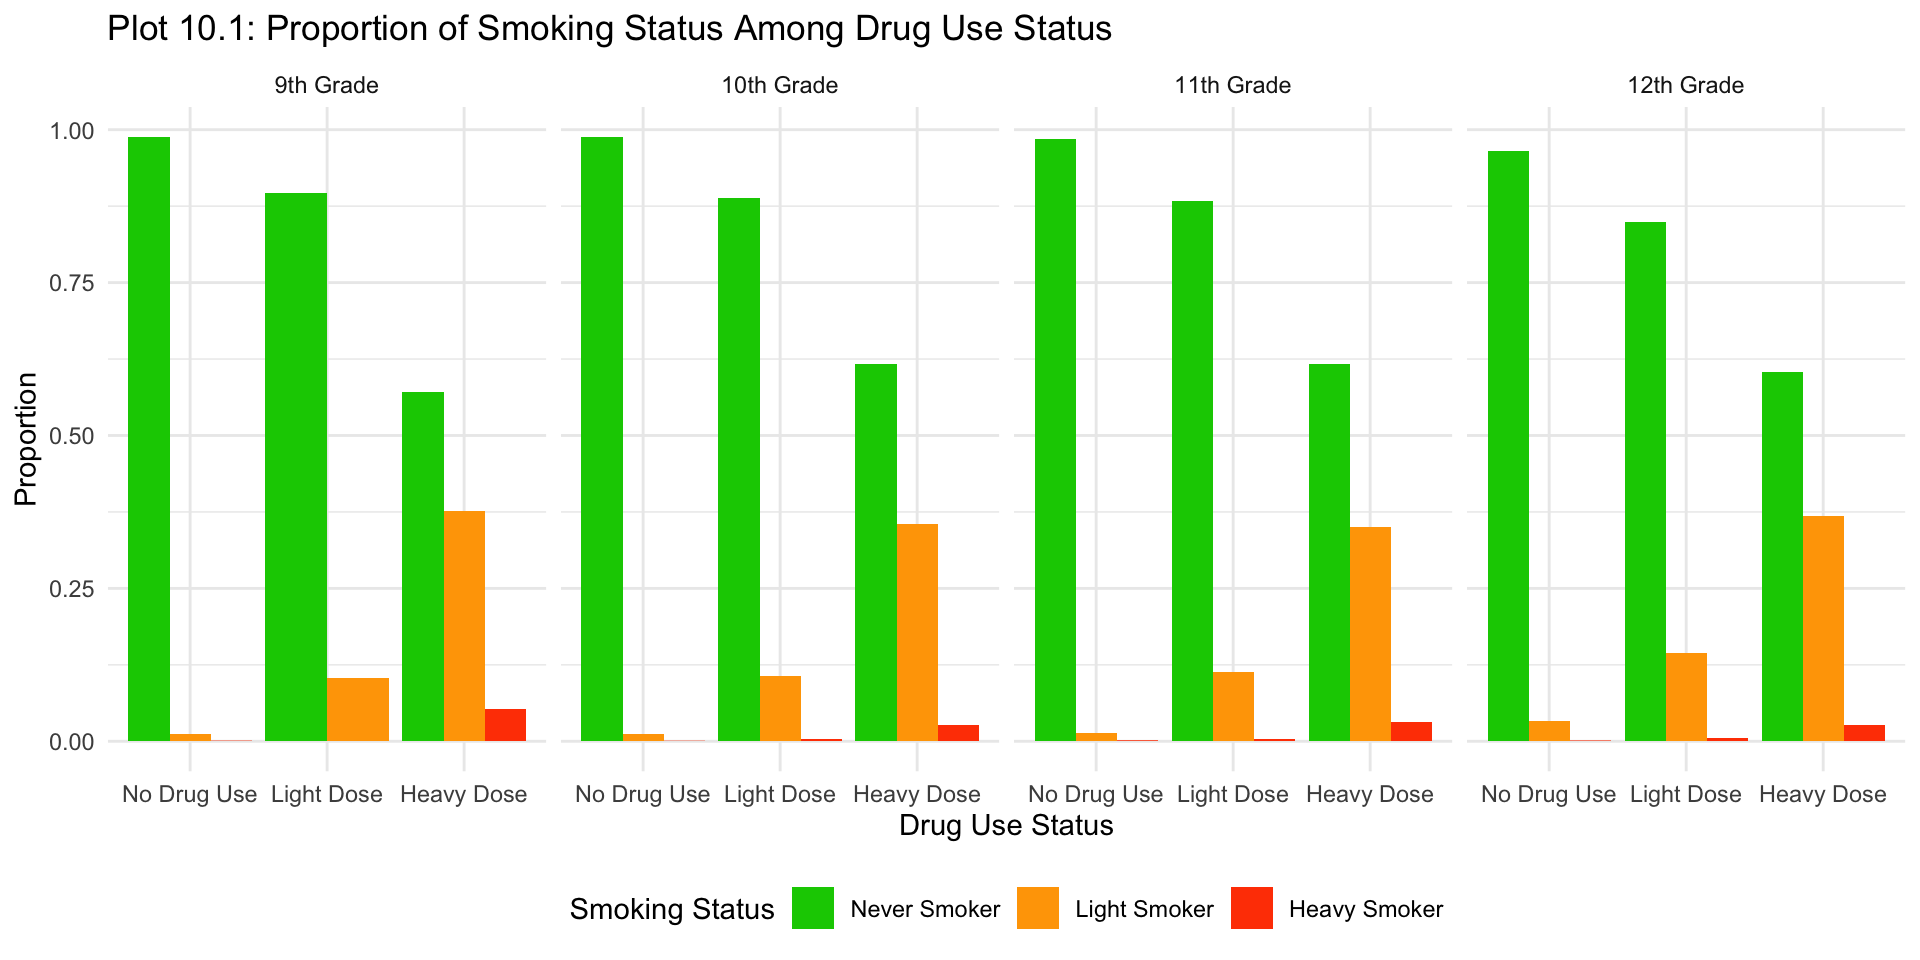 Plot 10.1: Proportion of Smoking Status Among Drug Use Status
9th Grade 10th Grade 11th Grade 12th Grade
1.00
0.75
0.50
0.25
0.00
Proportion
No Drug Use Light Dose Heavy Dose No Drug Use Light Dose Heavy Dose No Drug Use Light Dose Heavy Dose No Drug Use Light Dose Heavy Dose
Drug Use Status
Smoking Status Never Smoker Light Smoker Heavy Smoker